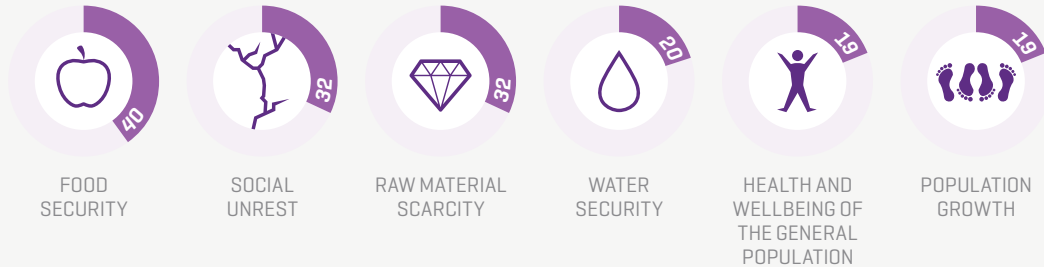 40
32
32
20
19
19
FOOD
SECURITY
SOCIAL
UNREST
RAW MATERIAL
SCARCITY
WATER
SECURITY
HEALTH AND
WELLBEING OF
THE GENERAL
POPULATION
POPULATION
GROWTH